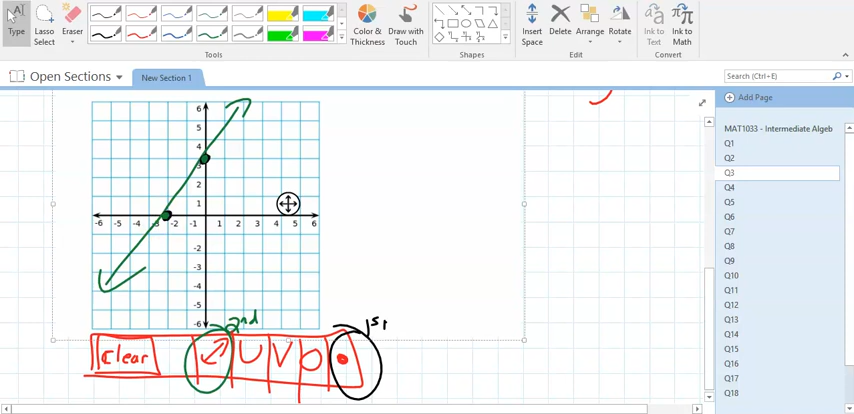 Type
Lasso
Select
Eraser
Color &
Thickness
Draw with
Touch
Insert
Space
Delete
Arrange
Rotate
Ink to
Text
Ink to
Math
Tools
Shapes
Edit
Convert
Open Sections
New Section 1
Search (Ctrl+E)
Add Page
MAT1033 - Intermediate Algeb
Q1
Q2
Q3
Q4
Q5
Q6
Q7
Q8
Q9
Q10
Q11
Q12
Q13
Q14
Q15
Q16
Q17
Q18
6
5
4
3
2
1
-6 -5 -4 -3 -2 -1 1 2 3 4 5 6
-2
-3
-4
-5
-6
2nd
1st
Clear